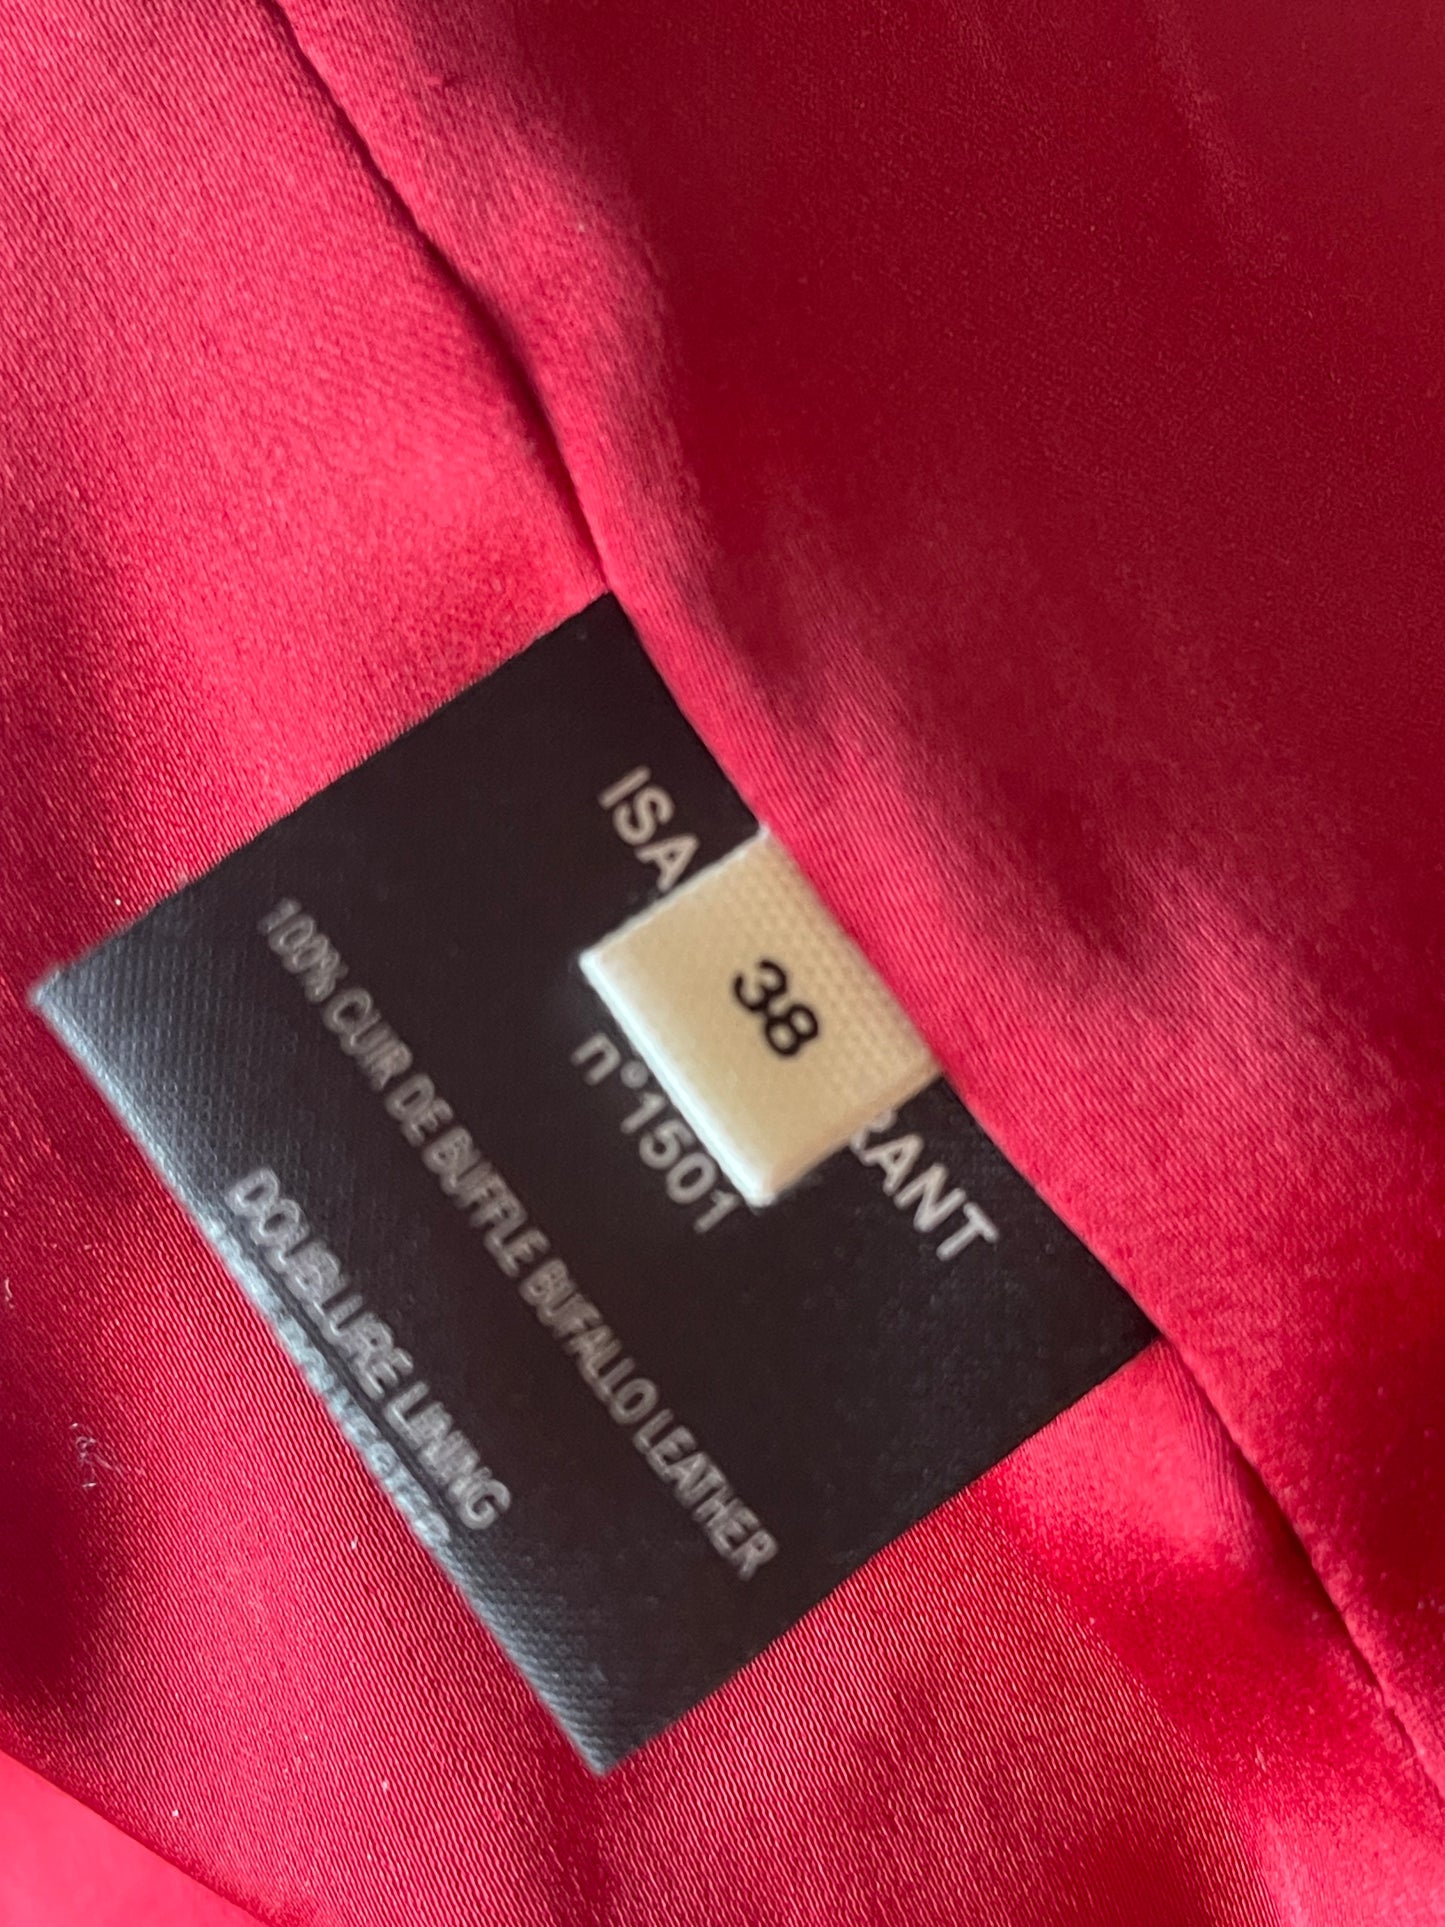 ISA RANT
38
n°1501
100% CUIR DE BUFFLE BUFFALO LEATHER
DOUBLURE LINING